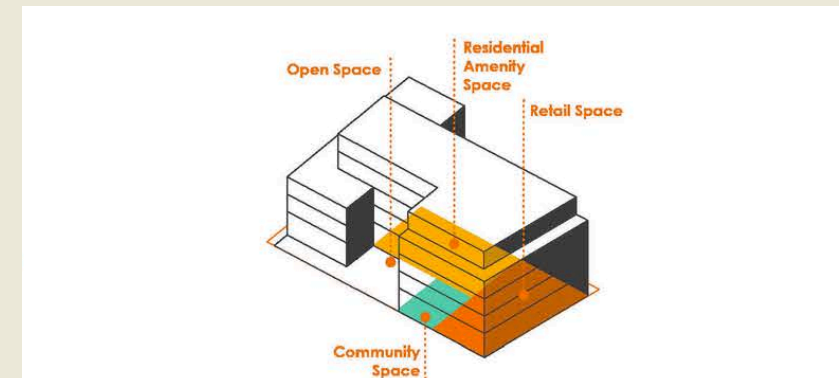 Open Space
Residential
Amenity
Space
Retail Space
Community
Space